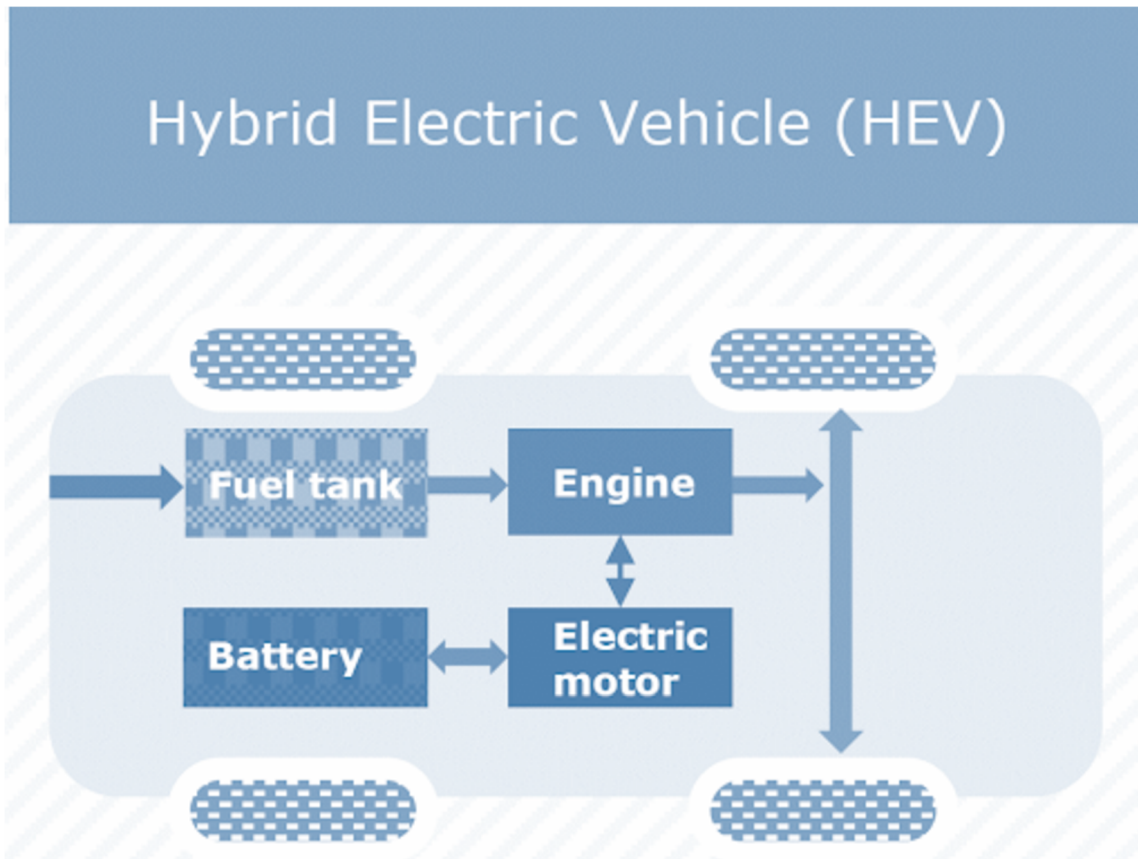 Hybrid Electric Vehicle (HEV)
Fuel tank
Engine
Battery
Electric
motor